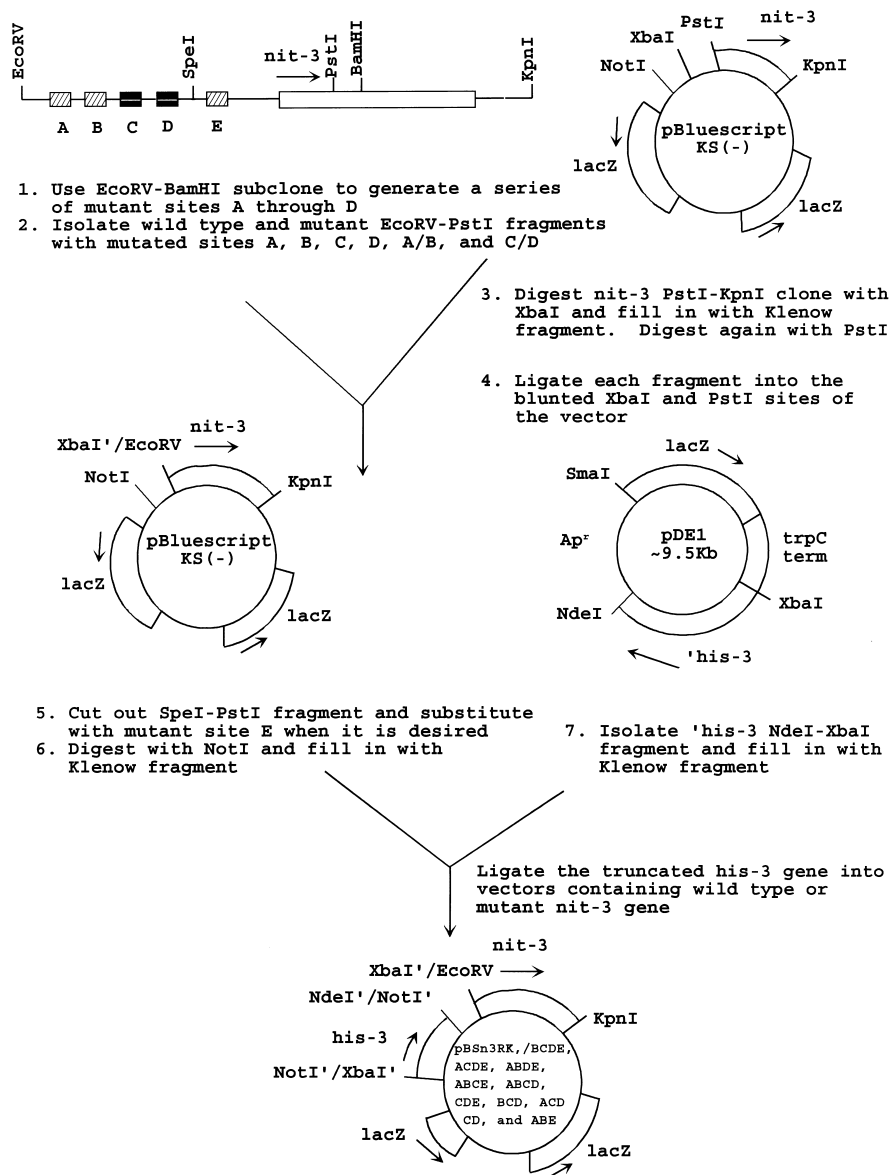 EcoRV
SpeI
nit-3
PstI
BamHI
KpnI
A B C D E
PstI
nit-3
XbaI
NotI
KpnI
pBluescript
KS(-)
lacZ
lacZ
1. Use EcoRV-BamHI subclone to generate a series
of mutant sites A through D
2. Isolate wild type and mutant EcoRV-PstI fragments
with mutated sites A, B, C, D, A/B, and C/D
3. Digest nit-3 PstI-KpnI clone with
XbaI and fill in with Klenow
fragment. Digest again with PstI
4. Ligate each fragment into the
blunted XbaI and PstI sites of
the vector
nit-3
XbaI'/EcoRV
NotI
KpnI
pBluescript
KS(-)
lacZ
lacZ
lacZ
SmaI
Apʳ
pDE1
~9.5Kb
trpC
term
XbaI
NdeI
'his-3
5. Cut out SpeI-PstI fragment and substitute
with mutant site E when it is desired
6. Digest with NotI and fill in with
Klenow fragment
7. Isolate 'his-3 NdeI-XbaI
fragment and fill in with
Klenow fragment
Ligate the truncated his-3 gene into
vectors containing wild type or
mutant nit-3 gene
nit-3
XbaI'/EcoRV
NdeI'/NotI'
KpnI
his-3
NotI'/XbaI'
pBSn3RK,/BCDE,
ACDE, ABDE,
ABCE, ABCD,
CDE, BCD, ACD
CD, and ABE
lacZ
lacZ